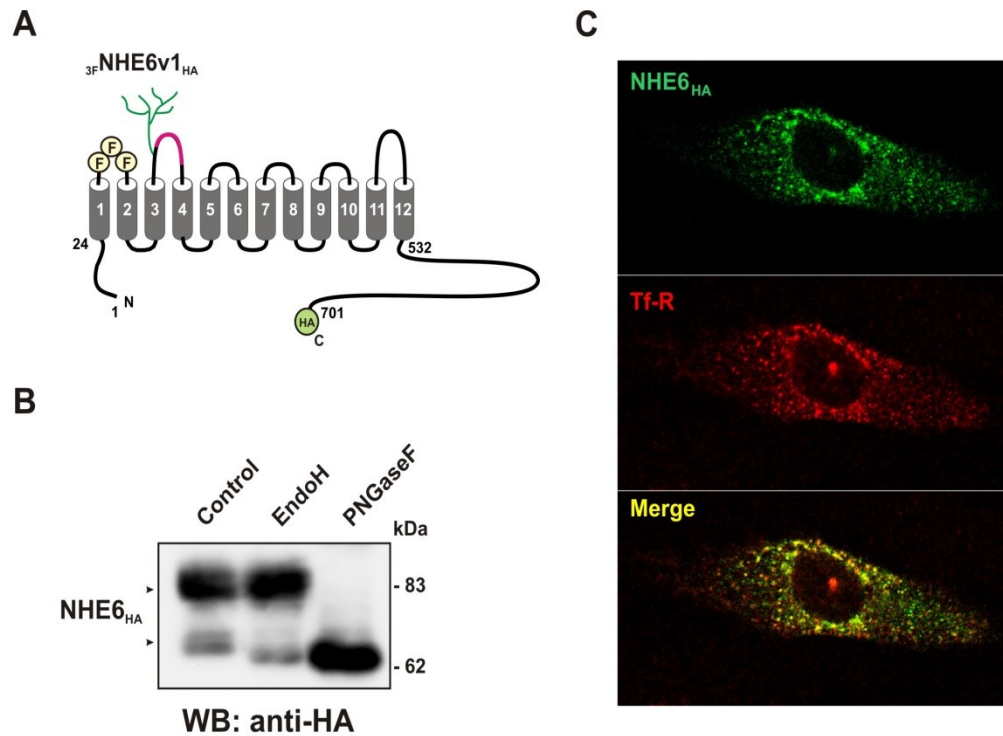 A
3FNHE6v1HA
F F F
1 2 3 4 5 6 7 8 9 10 11 12
24
532
1 N
HA
701
C
B
Control EndoH PNGaseF
kDa
- 83
NHE6HA
- 62
WB: anti-HA
C
NHE6HA
Tf-R
Merge